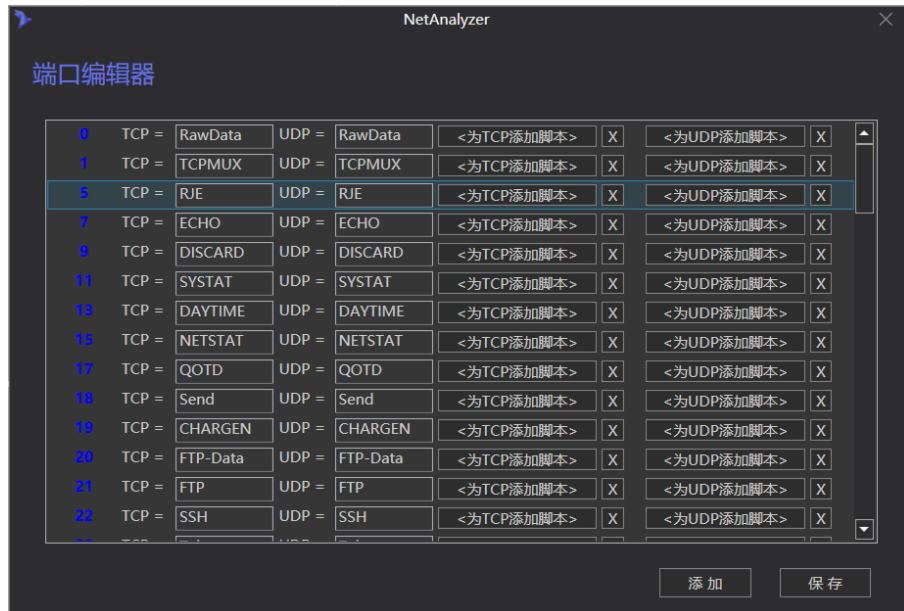 NetAnalyzer
端口编辑器
0 TCP = RawData UDP = RawData <为TCP添加脚本> X <为UDP添加脚本> X
1 TCP = TCPMUX UDP = TCPMUX <为TCP添加脚本> X <为UDP添加脚本> X
5 TCP = RJE UDP = RJE <为TCP添加脚本> X <为UDP添加脚本> X
7 TCP = ECHO UDP = ECHO <为TCP添加脚本> X <为UDP添加脚本> X
9 TCP = DISCARD UDP = DISCARD <为TCP添加脚本> X <为UDP添加脚本> X
11 TCP = SYSTAT UDP = SYSTAT <为TCP添加脚本> X <为UDP添加脚本> X
13 TCP = DAYTIME UDP = DAYTIME <为TCP添加脚本> X <为UDP添加脚本> X
15 TCP = NETSTAT UDP = NETSTAT <为TCP添加脚本> X <为UDP添加脚本> X
17 TCP = QOTD UDP = QOTD <为TCP添加脚本> X <为UDP添加脚本> X
18 TCP = Send UDP = Send <为TCP添加脚本> X <为UDP添加脚本> X
19 TCP = CHARGEN UDP = CHARGEN <为TCP添加脚本> X <为UDP添加脚本> X
20 TCP = FTP-Data UDP = FTP-Data <为TCP添加脚本> X <为UDP添加脚本> X
21 TCP = FTP UDP = FTP <为TCP添加脚本> X <为UDP添加脚本> X
22 TCP = SSH UDP = SSH <为TCP添加脚本> X <为UDP添加脚本> X
添加 保存